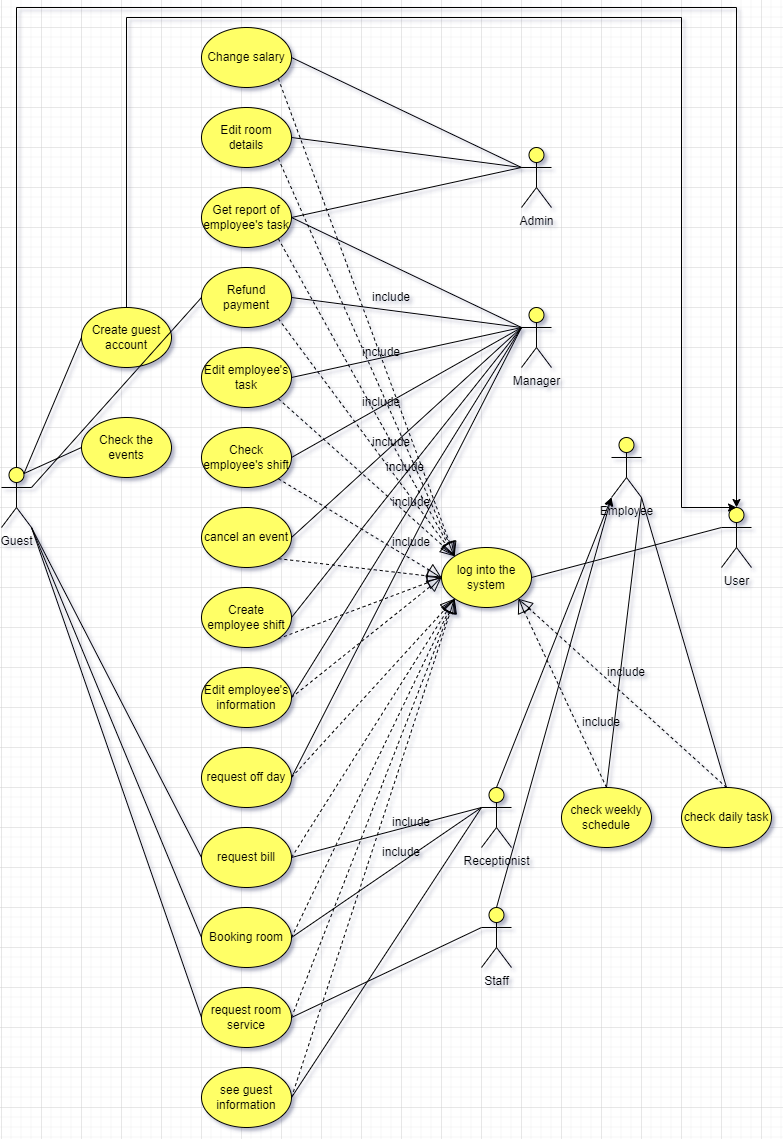 Change salary
Edit room
details
Admin
Get report of
employee's task
Refund
payment
include
Create guest
account
include
Manager
Edit employee's
task
include
Check the
events
Check
employee's shift
include
include
include
Employee
Guest
cancel an event
include
log into the
system
User
Create
employee shift
Edit employee's
information
include
include
request off day
check weekly
schedule
check daily task
include
request bill
include
Receptionist
Booking room
Staff
request room
service
see guest
information